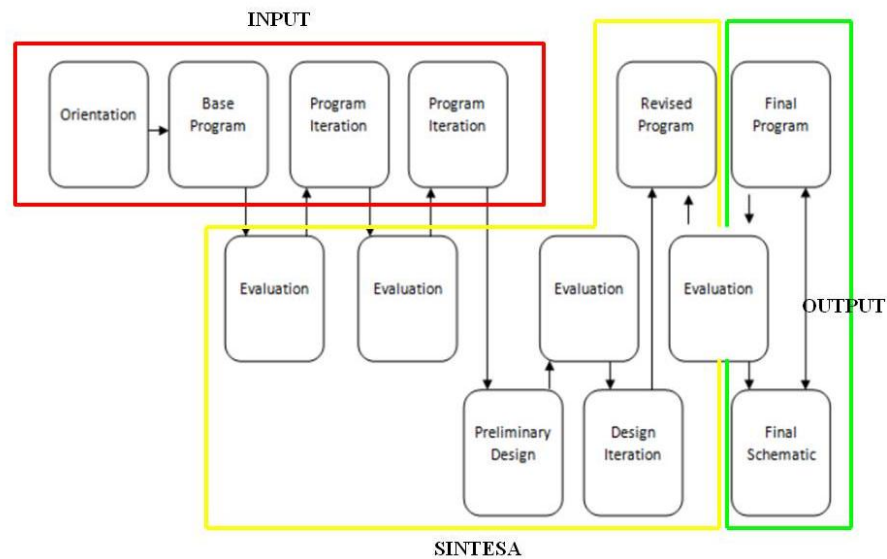 INPUT
Orientation
Base
Program
Program
Iteration
Program
Iteration
Revised
Program
Final
Program
Evaluation
Evaluation
Evaluation
Evaluation
OUTPUT
Preliminary
Design
Design
Iteration
Final
Schematic
SINTESA